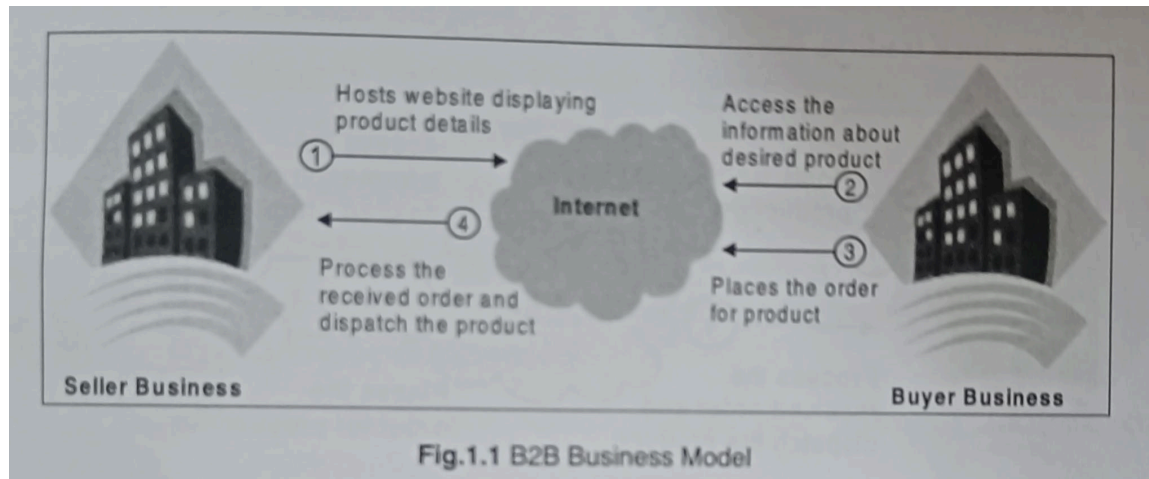 Hosts website displaying
product details
1
Access the
information about
desired product
2
Internet
4
3
Process the
received order and
dispatch the product
Places the order
for product
Seller Business
Buyer Business
Fig.1.1 B2B Business Model